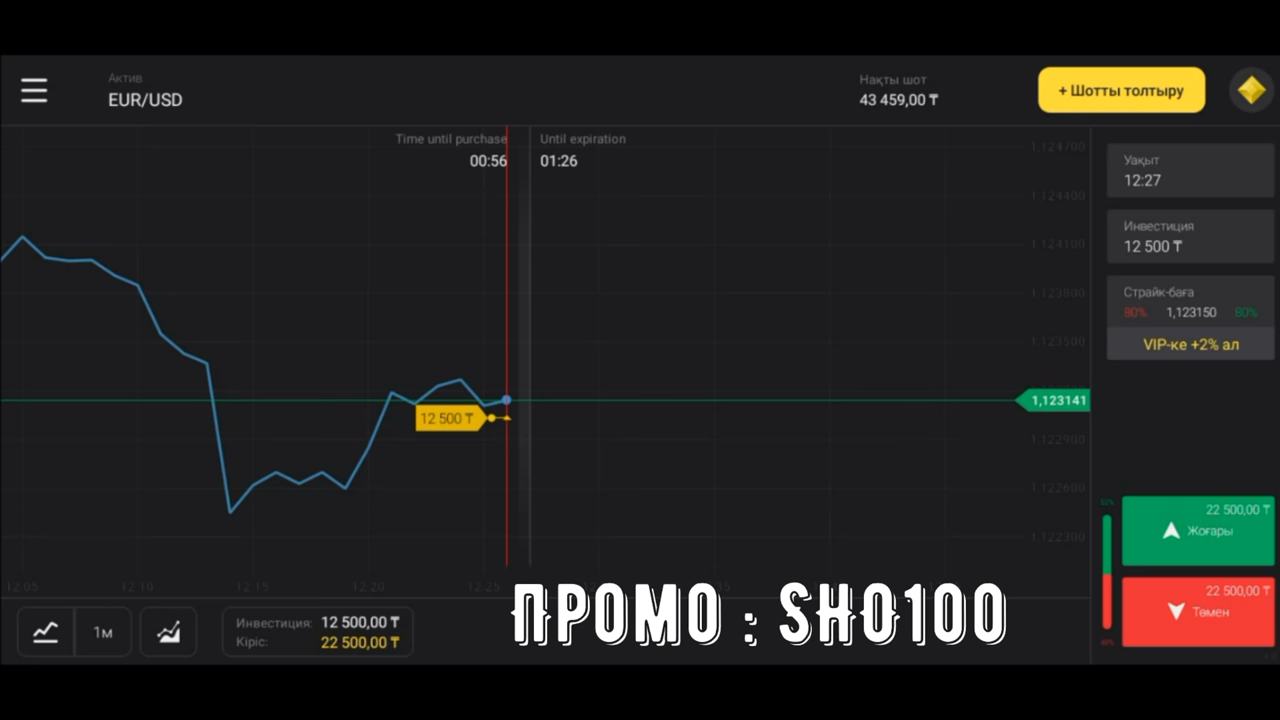 Актив
EUR/USD
Нақты шот
43 459,00 ₸
+ Шотты толтыру
Time until purchase
00:56
Until expiration
01:26
1,124700
1,124400
1,124100
1,123800
1,123500
1,123141
1,122900
1,122600
1,122300
Уақыт
12:27
Инвестиция
12 500 ₸
Страйк-баға
80% 1,123150 80%
VIP-ке +2% ал
12 500 ₸
22 500,00 ₸
Жоғары
22 500,00 ₸
Төмен
12:05 12:10 12:15 12:20 12:25
1м
Инвестиция: 12 500,00 ₸
Кіріс: 22 500,00 ₸
ПРОМО : SHO100